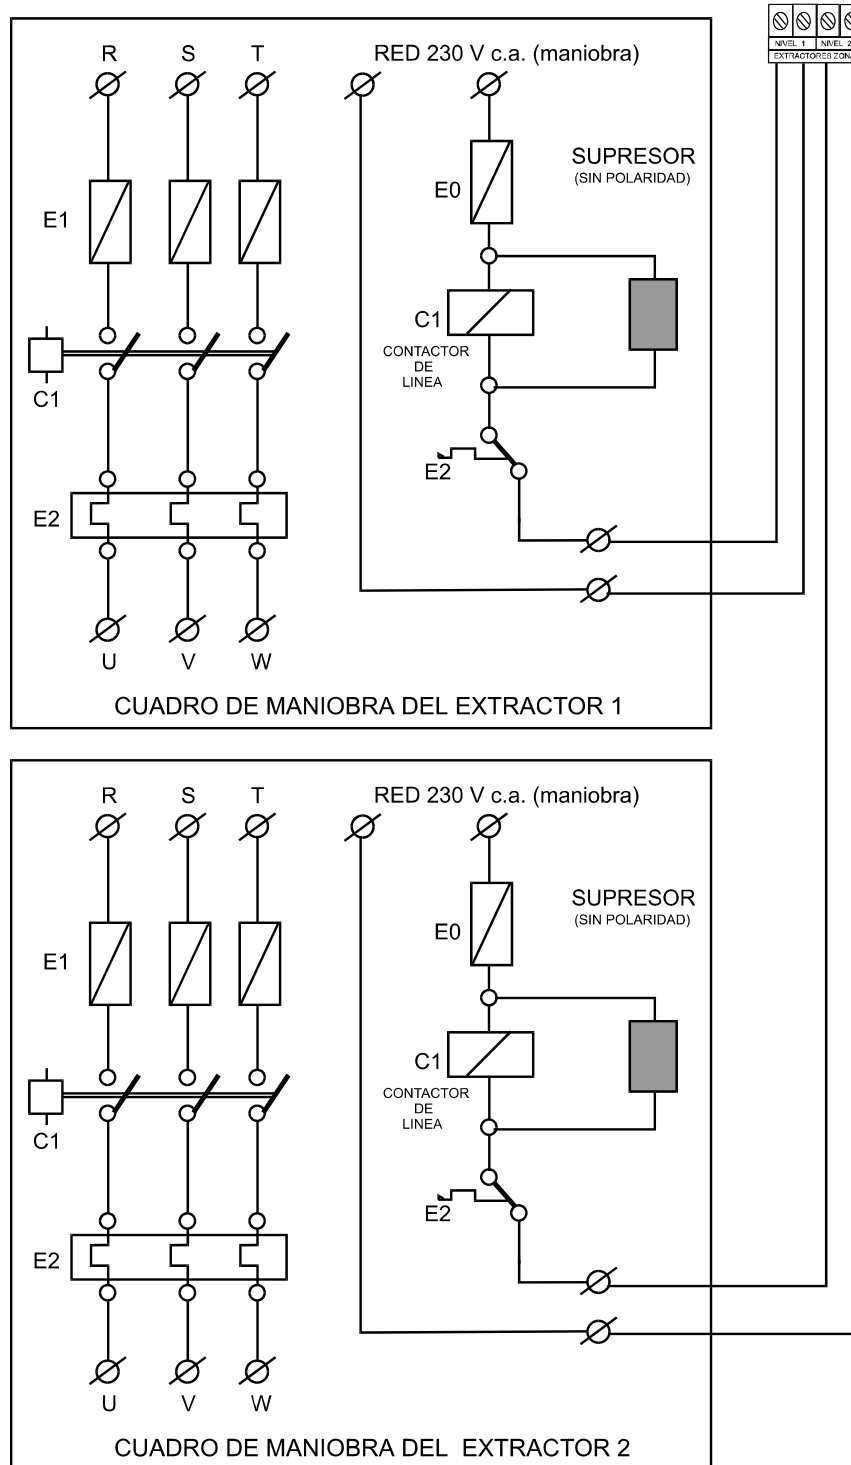 NIVEL 1 NIVEL 2
EXTRACTORES ZONA
R S T
RED 230 V c.a. (maniobra)
SUPRESOR
(SIN POLARIDAD)
E0
E1
C1
CONTACTOR
DE
LINEA
C1
E2
E2
U V W
CUADRO DE MANIOBRA DEL EXTRACTOR 1
R S T
RED 230 V c.a. (maniobra)
SUPRESOR
(SIN POLARIDAD)
E0
E1
C1
CONTACTOR
DE
LINEA
C1
E2
E2
U V W
CUADRO DE MANIOBRA DEL EXTRACTOR 2